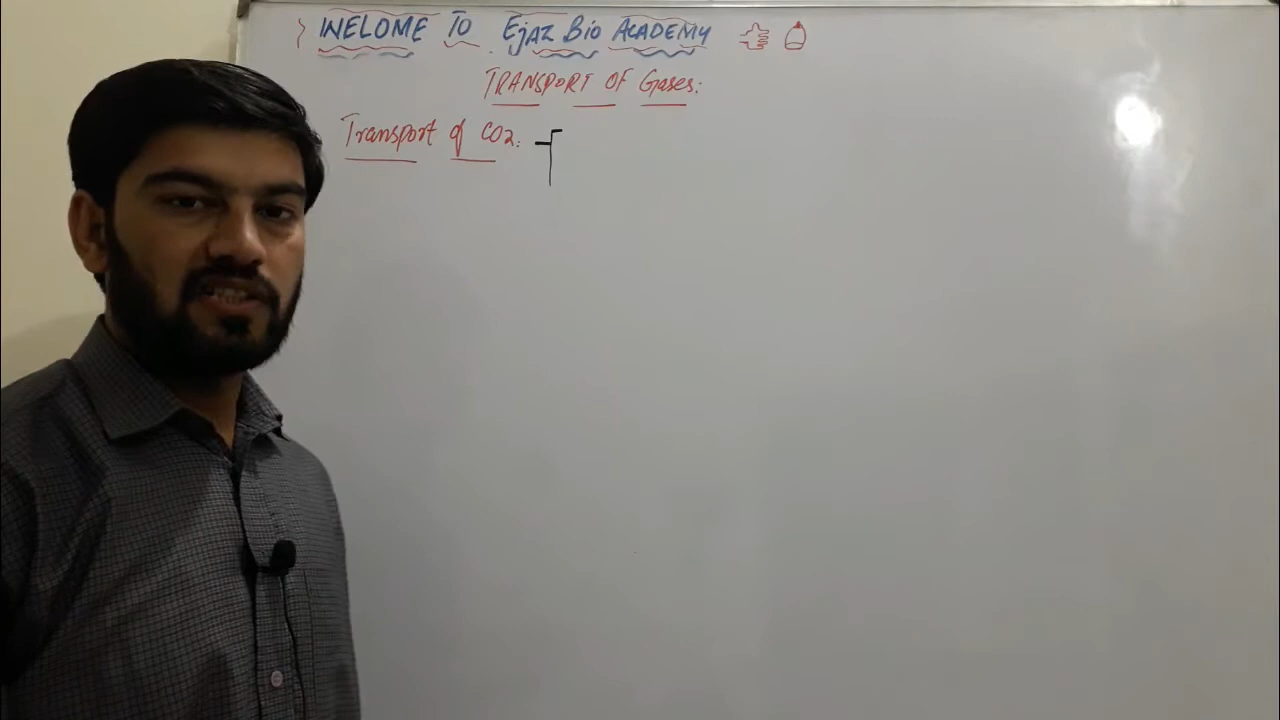 WELOME TO Ejaz Bio ACADEMY
TRANSPORT OF Gases:
Transport of CO2: